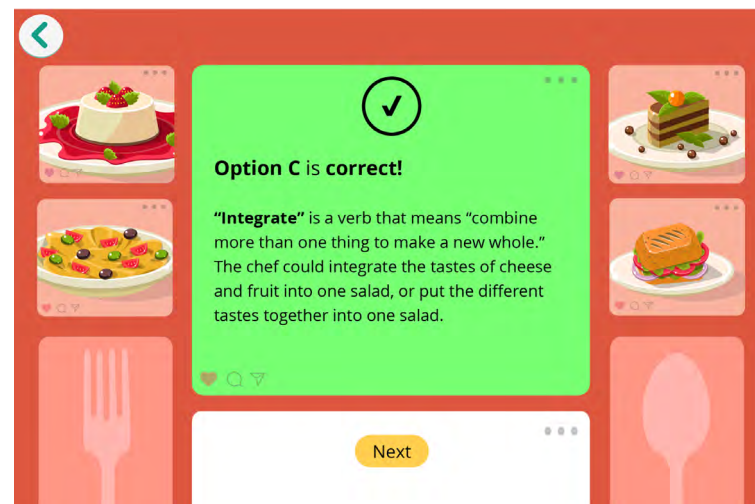 Option C is correct!
“Integrate” is a verb that means “combine
more than one thing to make a new whole.”
The chef could integrate the tastes of cheese
and fruit into one salad, or put the different
tastes together into one salad.
Next